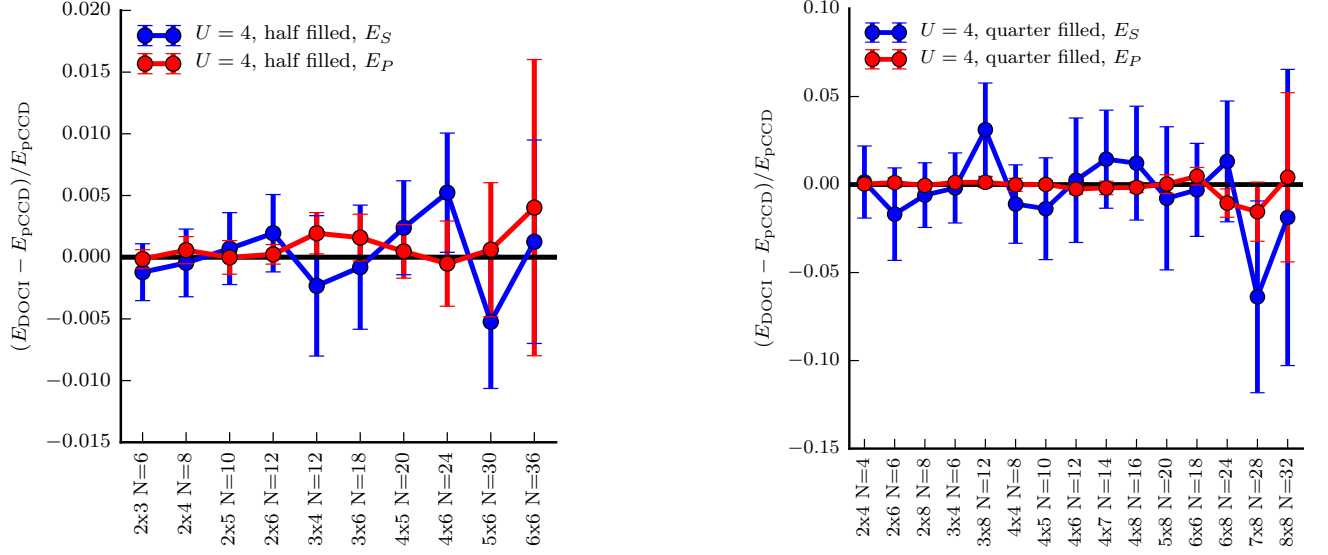 0.020
0.015
0.010
0.005
0.000
−0.005
−0.010
−0.015
(E_DOCI − E_pCCD)/E_pCCD
U = 4, half filled, E_S
U = 4, half filled, E_P
2x3 N=6
2x4 N=8
2x5 N=10
2x6 N=12
3x4 N=12
3x6 N=18
4x5 N=20
4x6 N=24
5x6 N=30
6x6 N=36
0.10
0.05
0.00
−0.05
−0.10
−0.15
(E_DOCI − E_pCCD)/E_pCCD
U = 4, quarter filled, E_S
U = 4, quarter filled, E_P
2x4 N=4
2x6 N=6
2x8 N=8
3x4 N=6
3x8 N=12
4x4 N=8
4x5 N=10
4x6 N=12
4x7 N=14
4x8 N=16
5x8 N=20
6x6 N=18
6x8 N=24
7x8 N=28
8x8 N=32